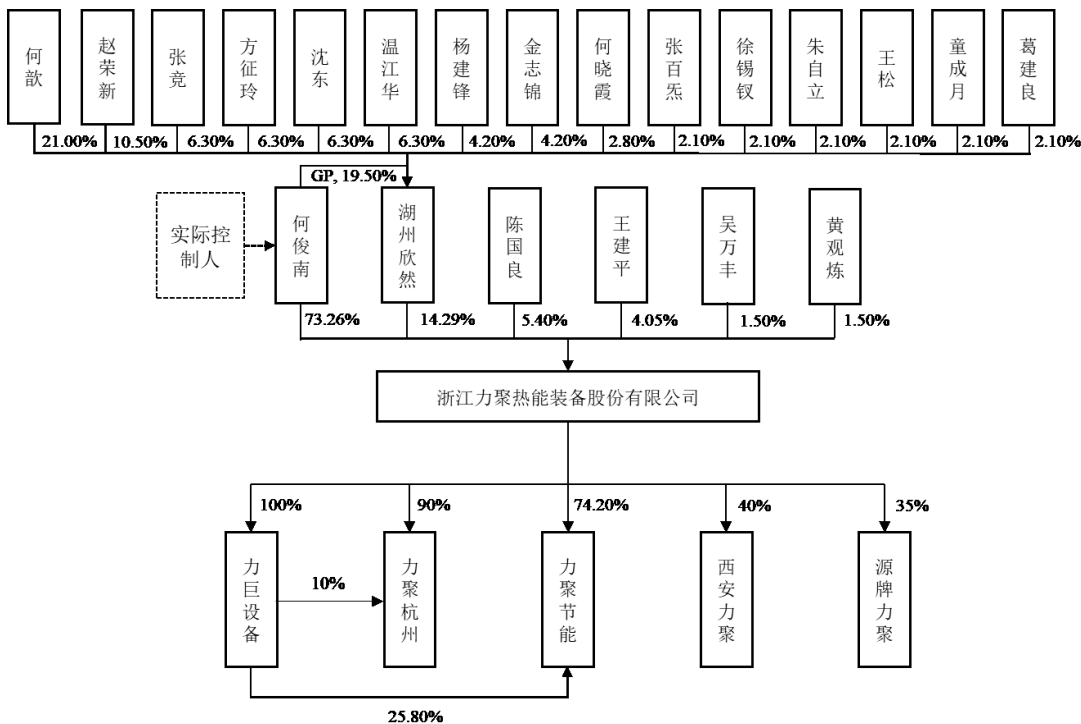 何歆
赵荣新
张竞
方征玲
沈东
温江华
杨建锋
金志锦
何晓霞
张百炁
徐锡钗
朱自立
王松
童成月
葛建良
21.00%
10.50%
6.30%
6.30%
6.30%
6.30%
4.20%
4.20%
2.80%
2.10%
2.10%
2.10%
2.10%
2.10%
2.10%
GP, 19.50%
实际控
制人
何俊南
湖州欣然
陈国良
王建平
吴万丰
黄观炼
73.26%
14.29%
5.40%
4.05%
1.50%
1.50%
浙江力聚热能装备股份有限公司
100%
90%
74.20%
40%
35%
力巨设备
10%
力聚杭州
力聚节能
西安力聚
源牌力聚
25.80%